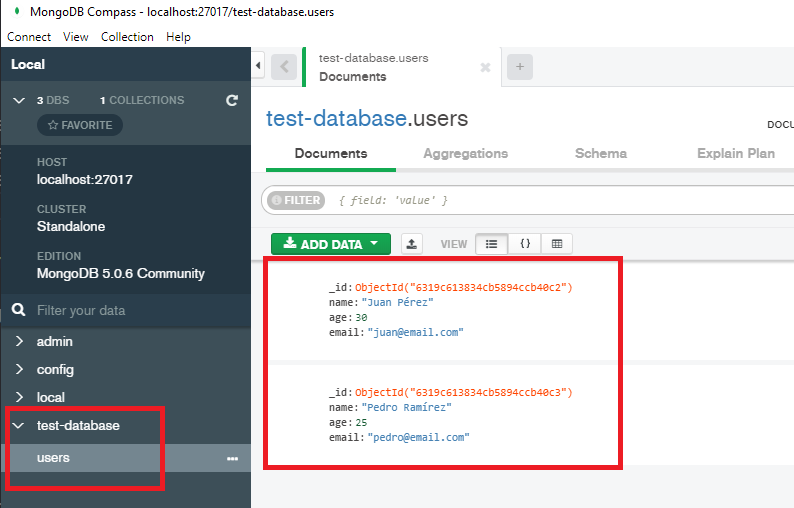 MongoDB Compass - localhost:27017/test-database.users
Connect View Collection Help
Local
3 DBS 1 COLLECTIONS
FAVORITE
HOST
localhost:27017
CLUSTER
Standalone
EDITION
MongoDB 5.0.6 Community
Filter your data
admin
config
local
test-database
users
test-database.users
Documents
test-database.users
DOCU
Documents Aggregations Schema Explain Plan
FILTER { field: 'value' }
ADD DATA VIEW {}
_id: ObjectId("6319c613834cb5894ccb40c2")
name: "Juan Pérez"
age: 30
email: "juan@email.com"
_id: ObjectId("6319c613834cb5894ccb40c3")
name: "Pedro Ramírez"
age: 25
email: "pedro@email.com"